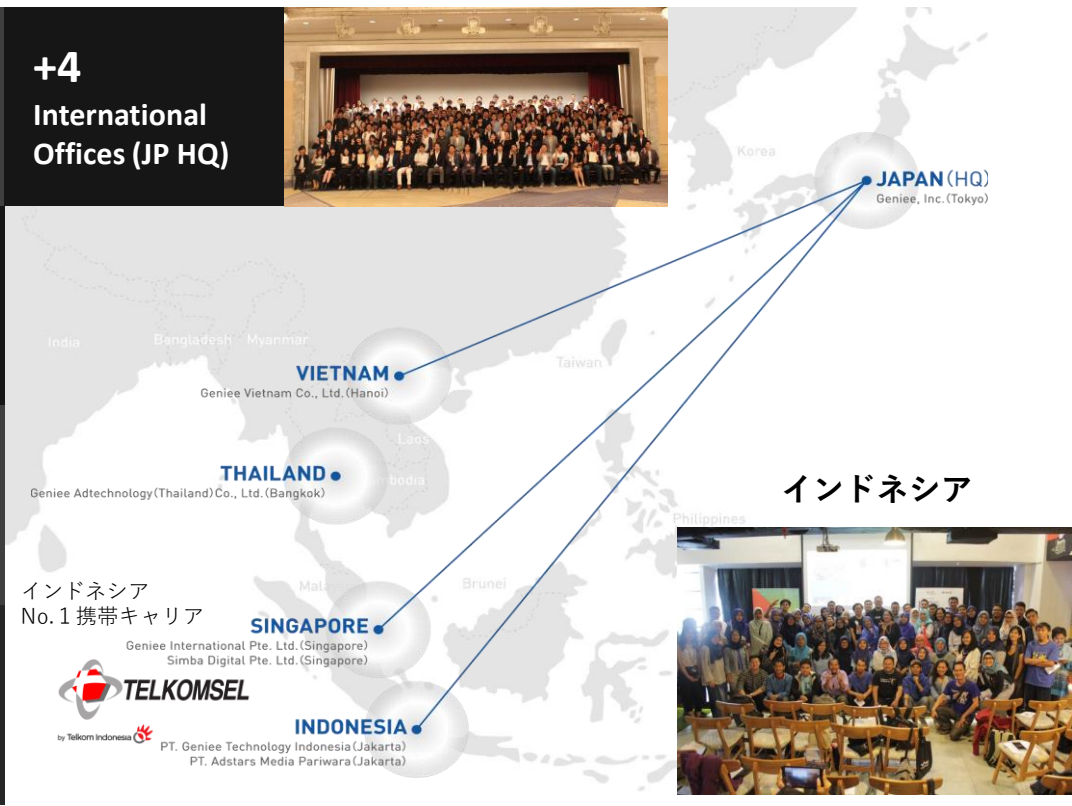 +4
International
Offices (JP HQ)
Korea
JAPAN (HQ)
Geniee, Inc. (Tokyo)
India
Bangladesh
Myanmar
Taiwan
VIETNAM
Geniee Vietnam Co., Ltd. (Hanoi)
Laos
THAILAND
Geniee Adtechnology (Thailand) Co., Ltd. (Bangkok)
インドネシア
Philippines
インドネシア
No. 1 携帯キャリア
Brunei
SINGAPORE
Geniee International Pte. Ltd. (Singapore)
Simba Digital Pte. Ltd. (Singapore)
TELKOMSEL
by Telkom Indonesia
INDONESIA
PT. Geniee Technology Indonesia (Jakarta)
PT. Adstars Media Pariwara (Jakarta)